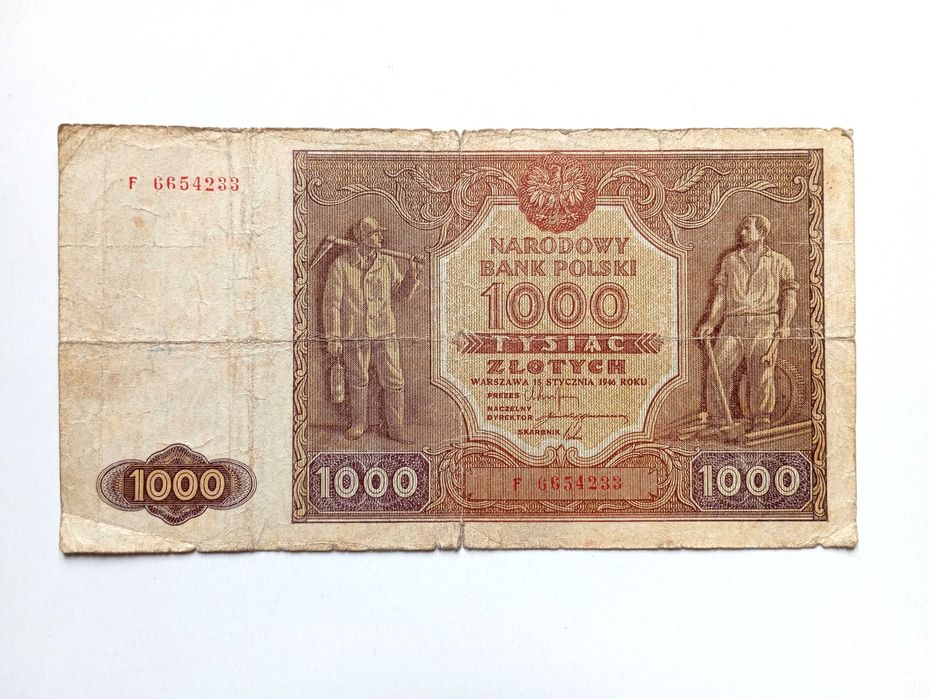 F 6654233
NARODOWY
BANK POLSKI
1000
TYSIĄC
ZŁOTYCH
WARSZAWA 15 STYCZNIA 1946 ROKU
PREZES
NACZELNY
DYREKTOR
SKARBNIK
1000
1000
F 6654233
1000